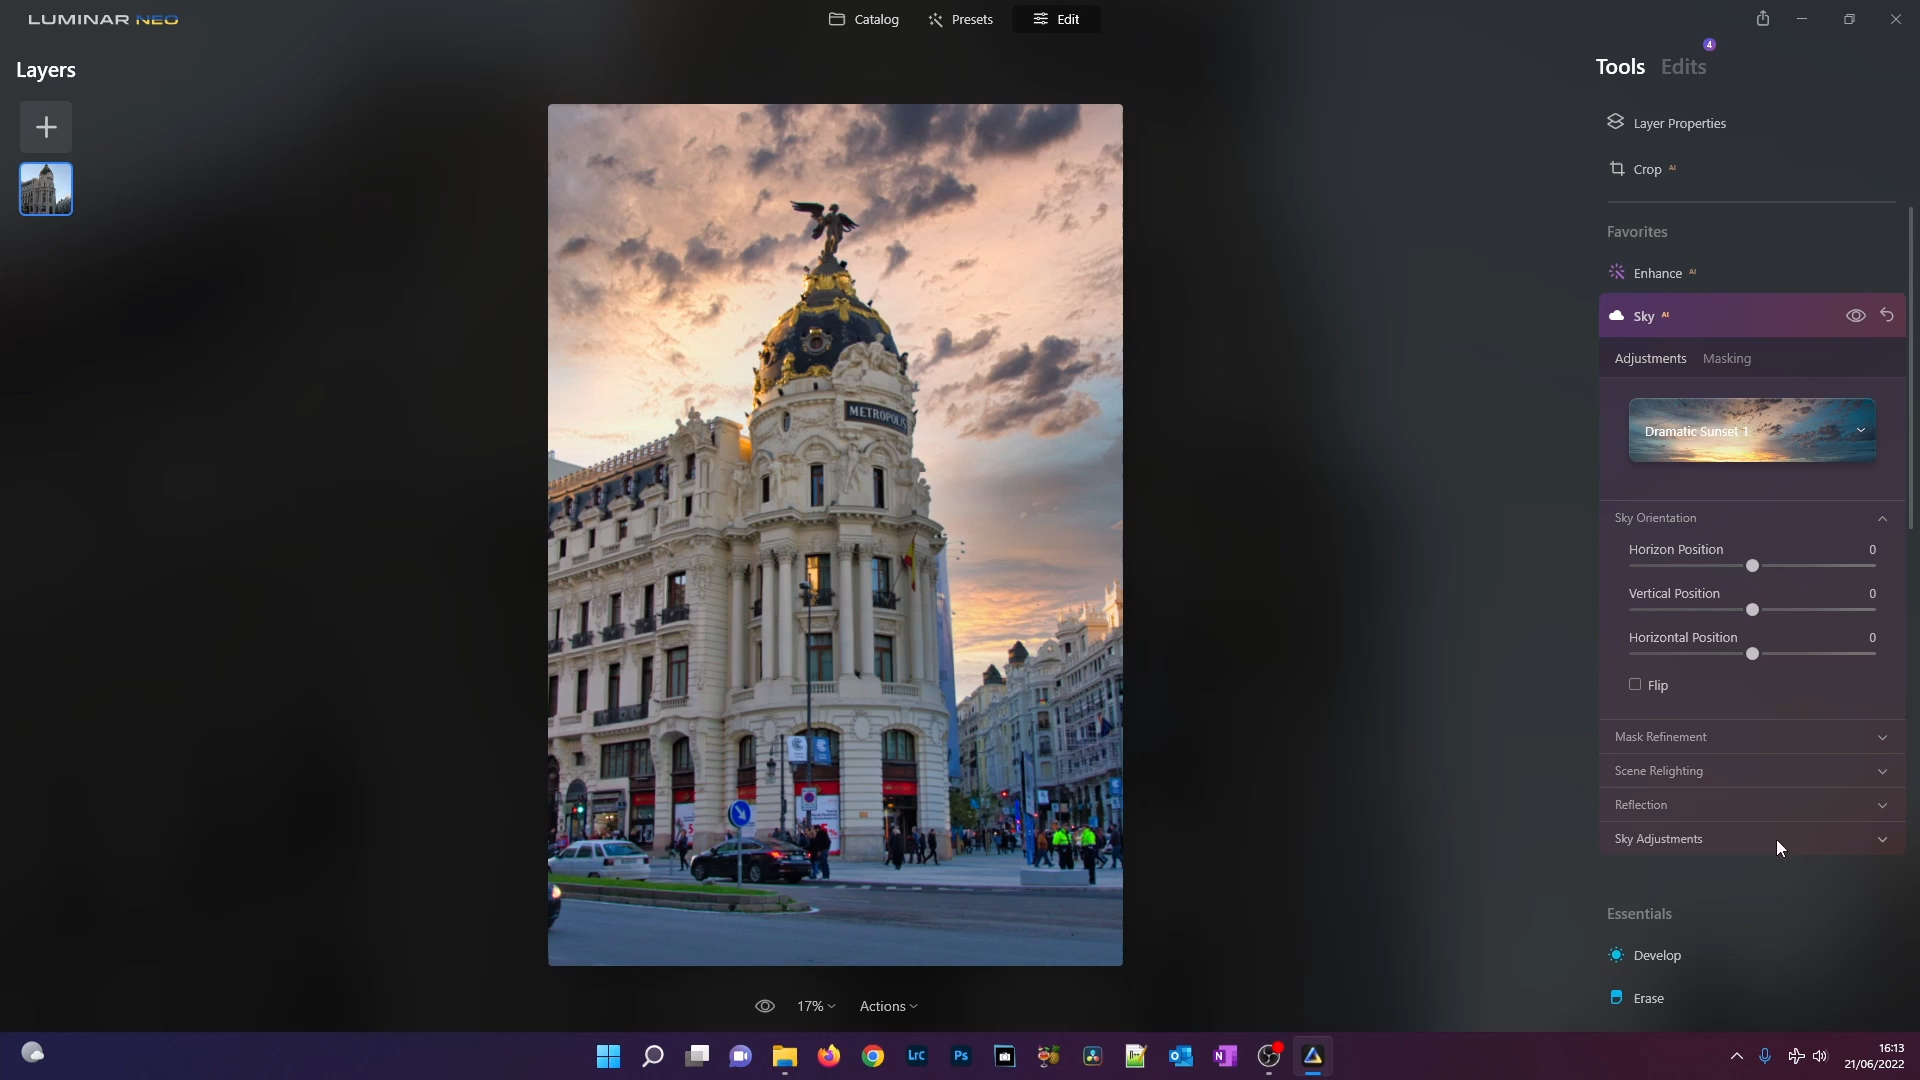 LUMINAR NEO
Catalog
Presets
Edit
Layers
4
Tools Edits
Layer Properties
Crop AI
Favorites
Enhance AI
Sky AI
Adjustments Masking
Dramatic Sunset 1
Sky Orientation
Horizon Position 0
Vertical Position 0
Horizontal Position 0
Flip
Mask Refinement
Scene Relighting
Reflection
Sky Adjustments
Essentials
Develop
Erase
METROPOLIS
17%
Actions
LrC
Ps
16:13
21/06/2022